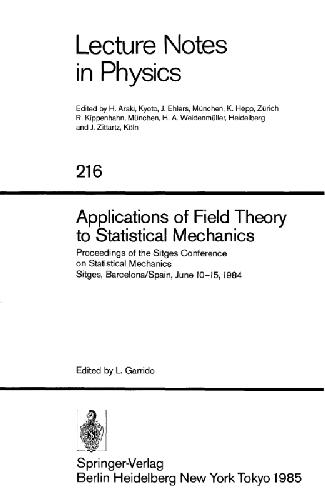 Lecture Notes
in Physics
Edited by H. Araki, Kyoto, J. Ehlers, München, K. Hepp, Zürich
R. Kippenhahn, München, H. A. Weidenmüller, Heidelberg
and J. Zittartz, Köln
216
Applications of Field Theory
to Statistical Mechanics
Proceedings of the Sitges Conference
on Statistical Mechanics
Sitges, Barcelona/Spain, June 10–15, 1984
Edited by L. Garrido
Springer-Verlag
Berlin Heidelberg New York Tokyo 1985